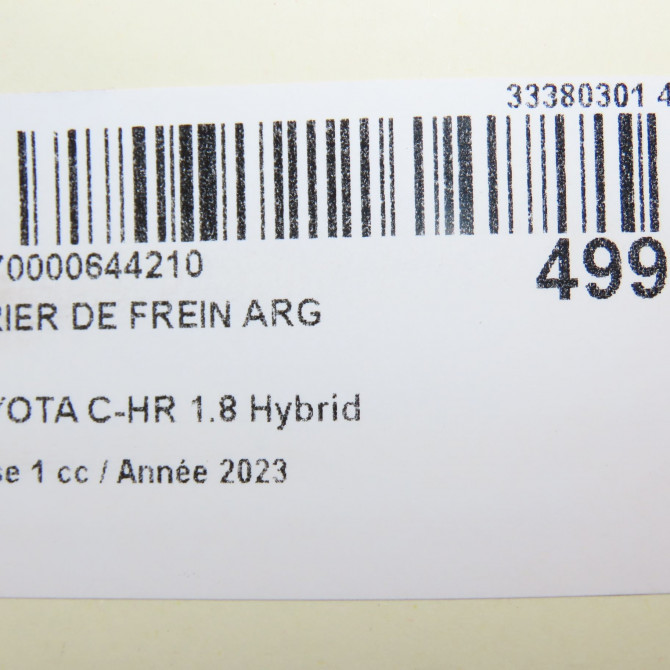 33380301 4
70000644210
499
RIER DE FREIN ARG
YOTA C-HR 1.8 Hybrid
se 1 cc / Année 2023